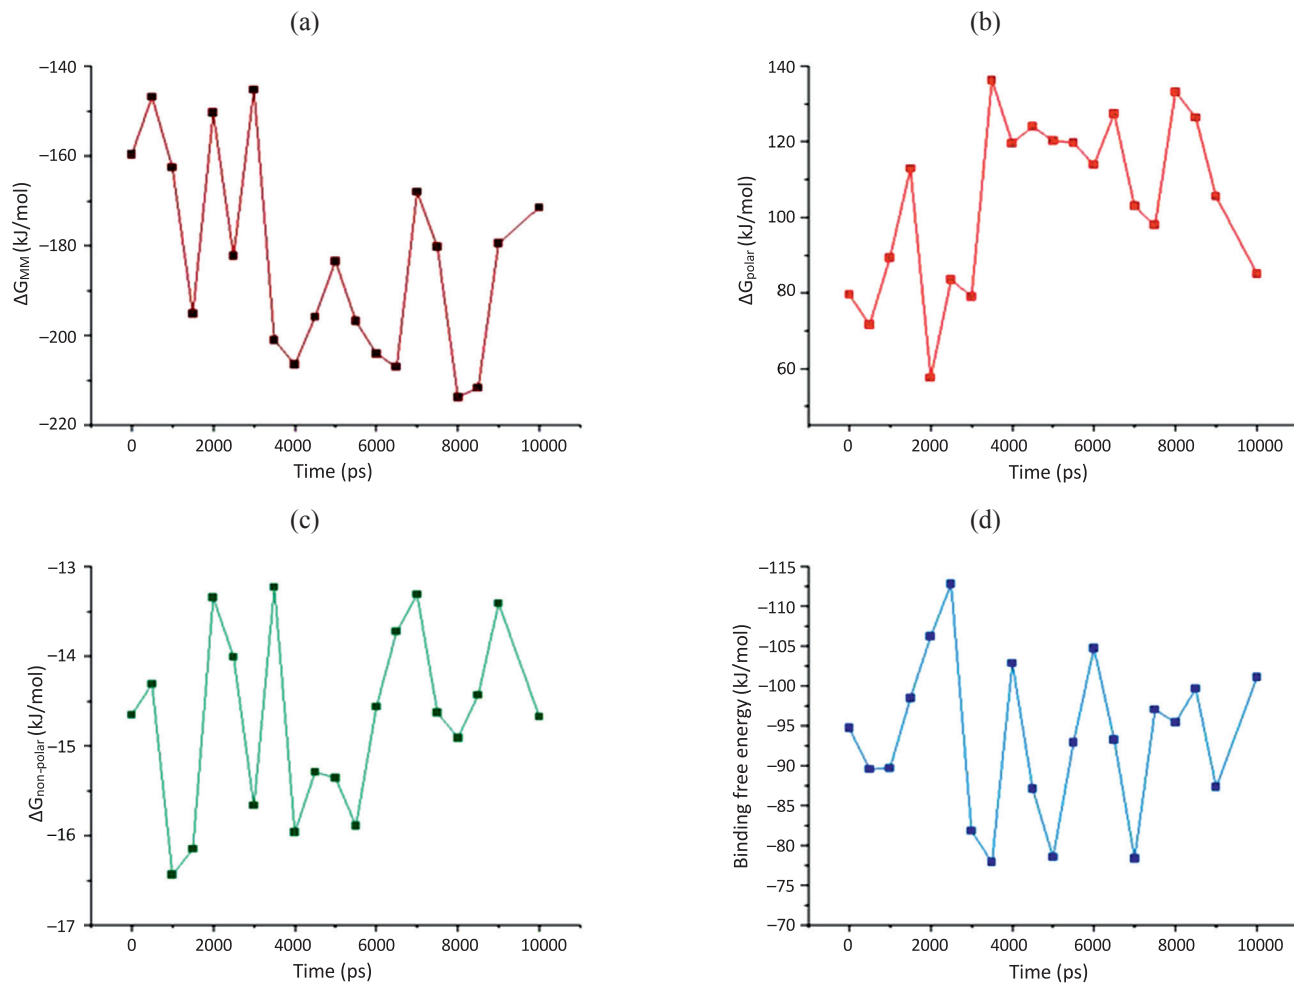 (a)
−140
−160
−180
−200
−220
ΔGMM (kJ/mol)
0 2000 4000 6000 8000 10000
Time (ps)
(b)
140
120
100
80
60
ΔGpolar (kJ/mol)
0 2000 4000 6000 8000 10000
Time (ps)
(c)
−13
−14
−15
−16
−17
ΔGnon-polar (kJ/mol)
0 2000 4000 6000 8000 10000
Time (ps)
(d)
−115
−110
−105
−100
−95
−90
−85
−80
−75
−70
Binding free energy (kJ/mol)
0 2000 4000 6000 8000 10000
Time (ps)